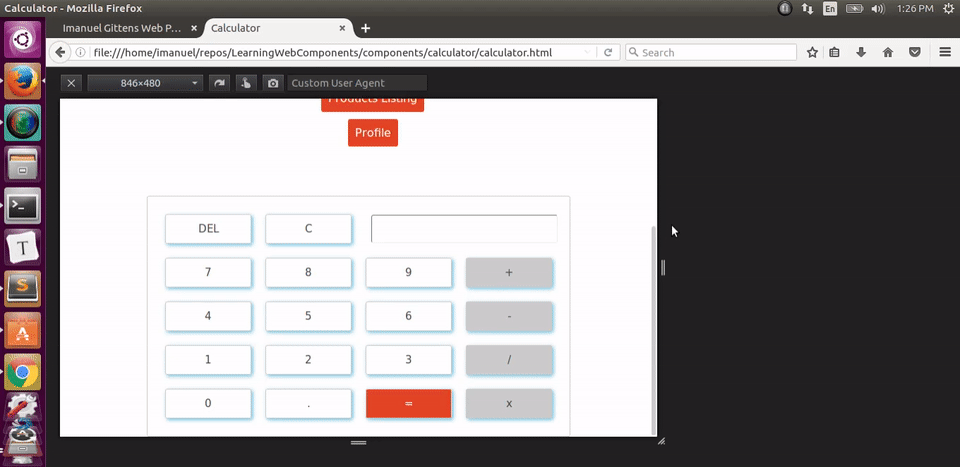 Calculator - Mozilla Firefox
En
1:26 PM
Imanuel Gittens Web P...
Calculator
file:///home/imanuel/repos/LearningWebComponents/components/calculator/calculator.html
Search
846×480
Custom User Agent
Products Listing
Profile
DEL C
7 8 9 +
4 5 6 -
1 2 3 /
0 . = x